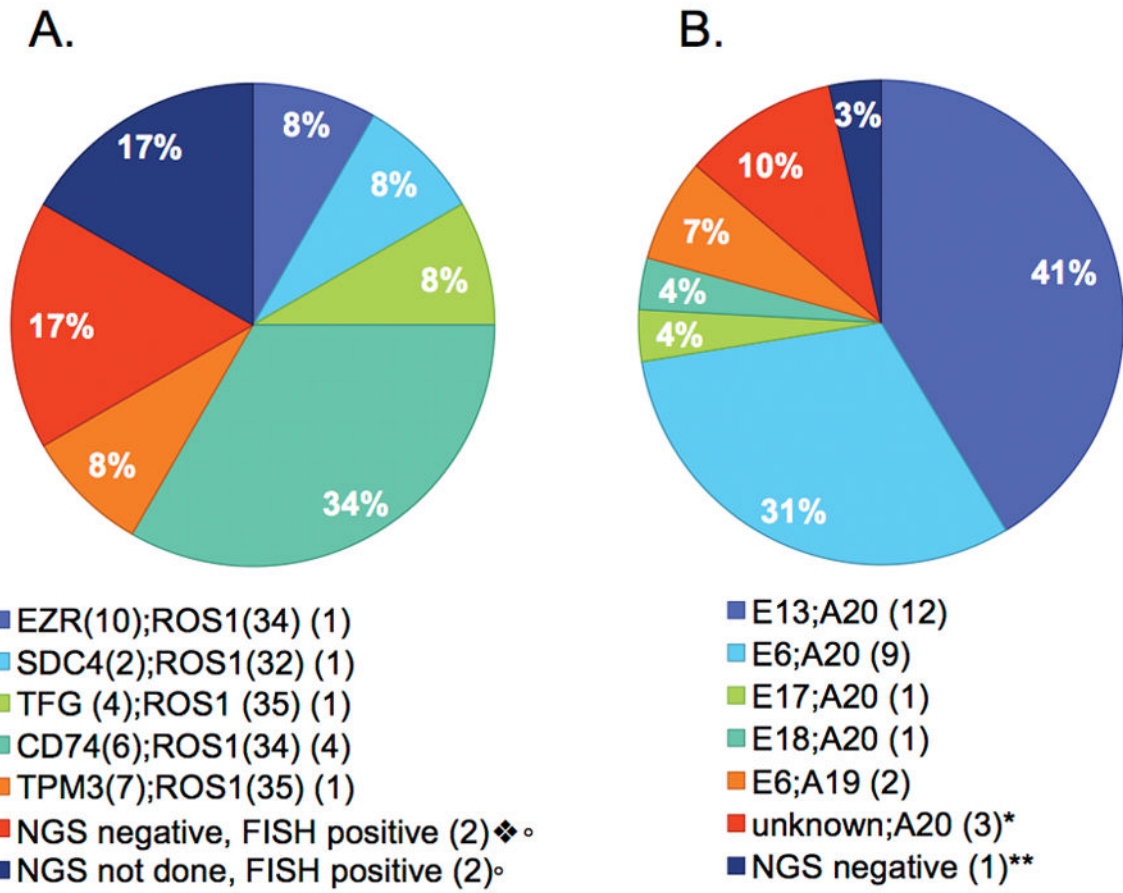 A.
8%
8%
8%
34%
8%
17%
17%
EZR(10);ROS1(34) (1)
SDC4(2);ROS1(32) (1)
TFG (4);ROS1 (35) (1)
CD74(6);ROS1(34) (4)
TPM3(7);ROS1(35) (1)
NGS negative, FISH positive (2)❖◦
NGS not done, FISH positive (2)◦
B.
41%
31%
4%
4%
7%
10%
3%
E13;A20 (12)
E6;A20 (9)
E17;A20 (1)
E18;A20 (1)
E6;A19 (2)
unknown;A20 (3)*
NGS negative (1)**